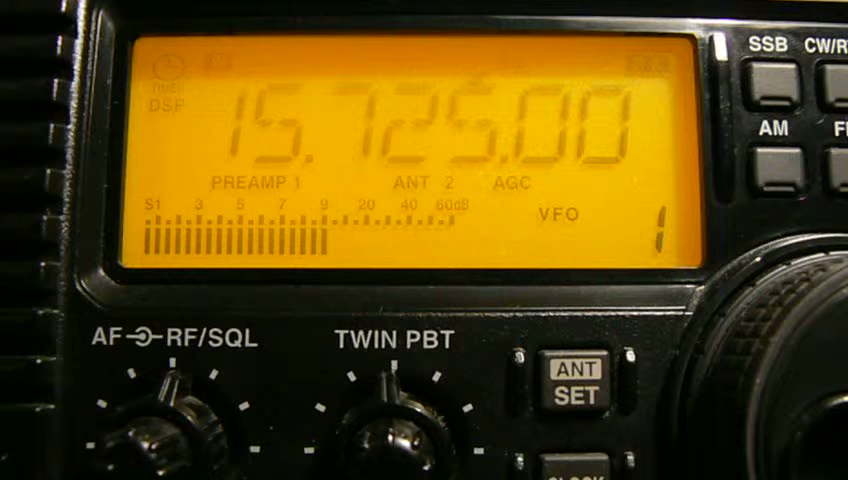 SSB
AM
DSP
15.725.00
PREAMP 1
ANT 2
AGC
S1 3 5 7 9 20 40 60dB
VFO
1
AF RF/SQL
TWIN PBT
ANT
SET